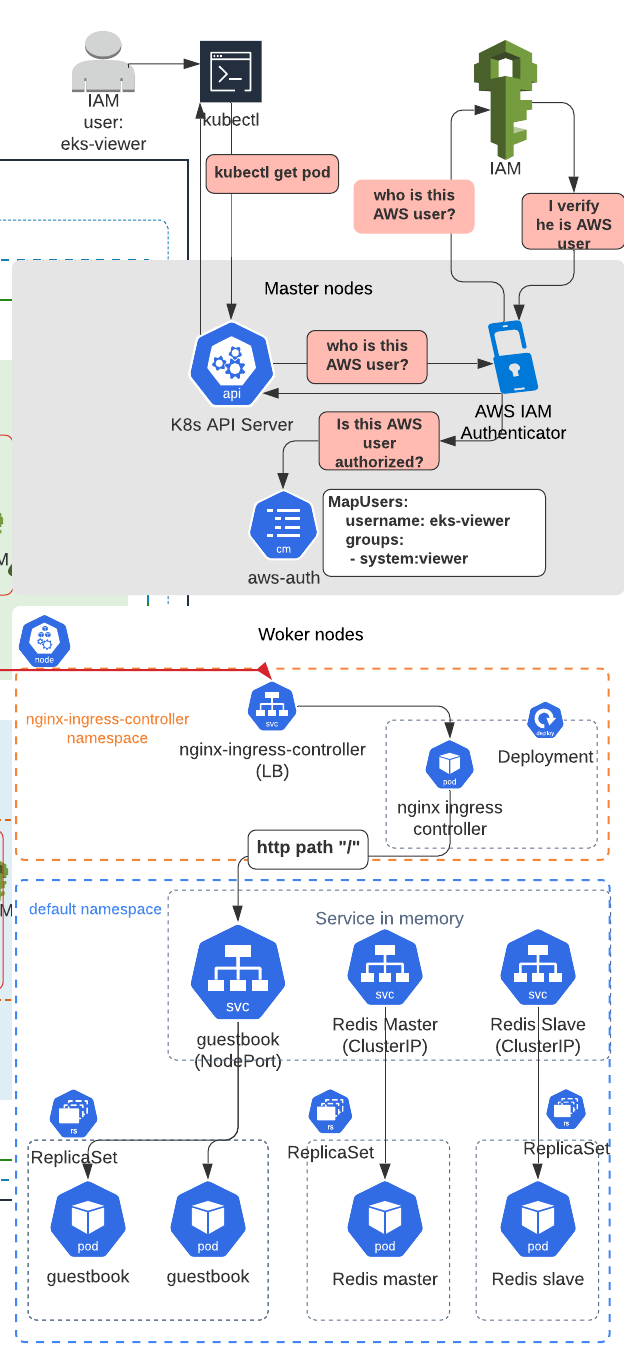 IAM
user:
eks-viewer
kubectl
IAM
kubectl get pod
who is this
AWS user?
I verify
he is AWS
user
Master nodes
who is this
AWS user?
api
K8s API Server
AWS IAM
Authenticator
Is this AWS
user
authorized?
MapUsers:
username: eks-viewer
groups:
- system:viewer
cm
aws-auth
M
node
Woker nodes
nginx-ingress-controller
namespace
svc
nginx-ingress-controller
(LB)
deploy
Deployment
pod
nginx ingress
controller
http path "/"
M
default namespace
Service in memory
svc
guestbook
(NodePort)
svc
Redis Master
(ClusterIP)
svc
Redis Slave
(ClusterIP)
rs
ReplicaSet
rs
ReplicaSet
rs
ReplicaSet
pod
guestbook
pod
guestbook
pod
Redis master
pod
Redis slave